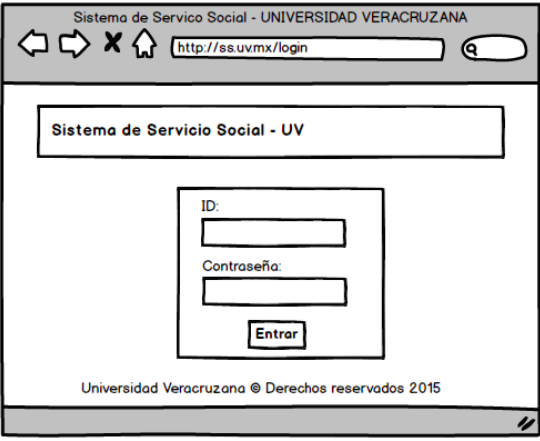 Sistema de Servico Social - UNIVERSIDAD VERACRUZANA
http://ss.uv.mx/login
Sistema de Servicio Social - UV
ID:
Contraseña:
Entrar
Universidad Veracruzana © Derechos reservados 2015